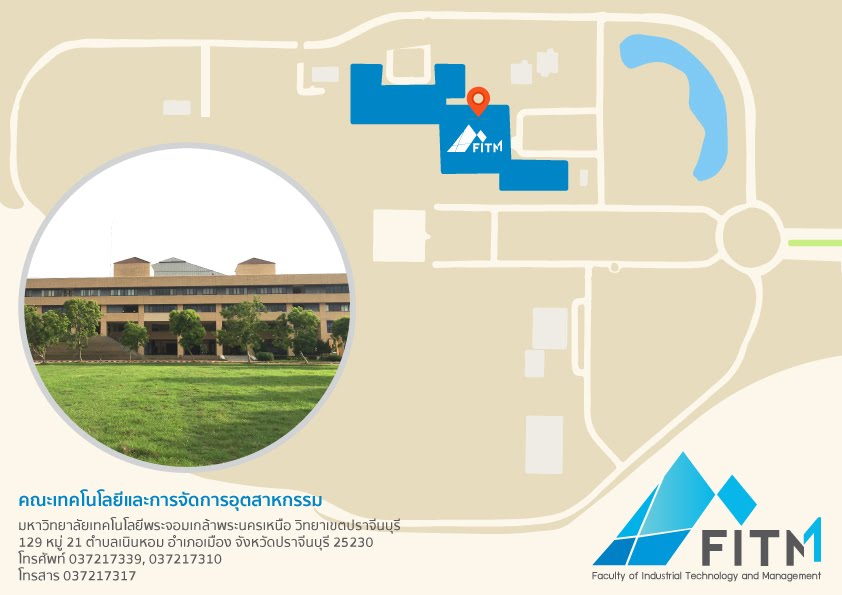 FITM
คณะเทคโนโลยีและการจัดการอุตสาหกรรม
มหาวิทยาลัยเทคโนโลยีพระจอมเกล้าพระนครเหนือ วิทยาเขตปราจีนบุรี
129 หมู่ 21 ตำบลเนินหอม อำเภอเมือง จังหวัดปราจีนบุรี 25230
โทรศัพท์ 037217339, 037217310
โทรสาร 037217317
FITM
Faculty of Industrial Technology and Management